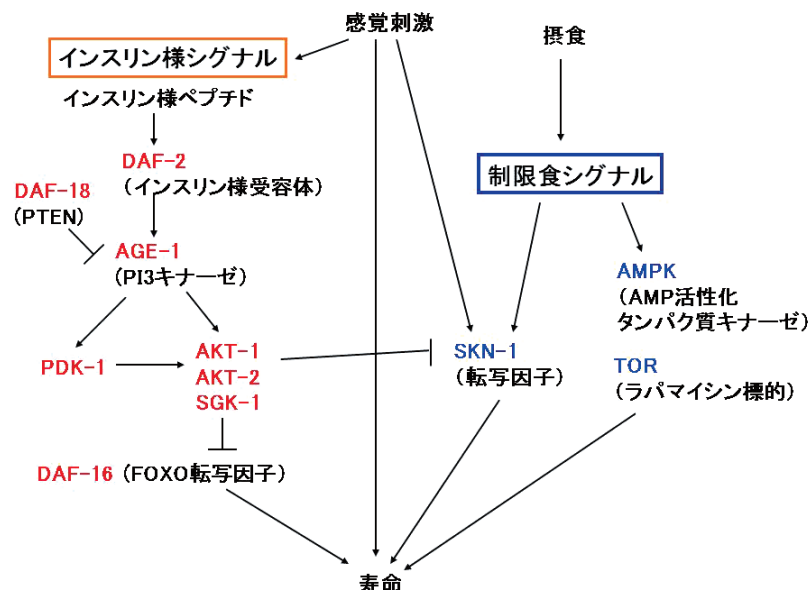 感覚刺激
摂食
インスリン様シグナル
インスリン様ペプチド
DAF-2
(インスリン様受容体)
DAF-18
(PTEN)
AGE-1
(PI3キナーゼ)
PDK-1
AKT-1
AKT-2
SGK-1
DAF-16 (FOXO転写因子)
制限食シグナル
SKN-1
(転写因子)
AMPK
(AMP活性化
タンパク質キナーゼ)
TOR
(ラパマイシン標的)
寿命